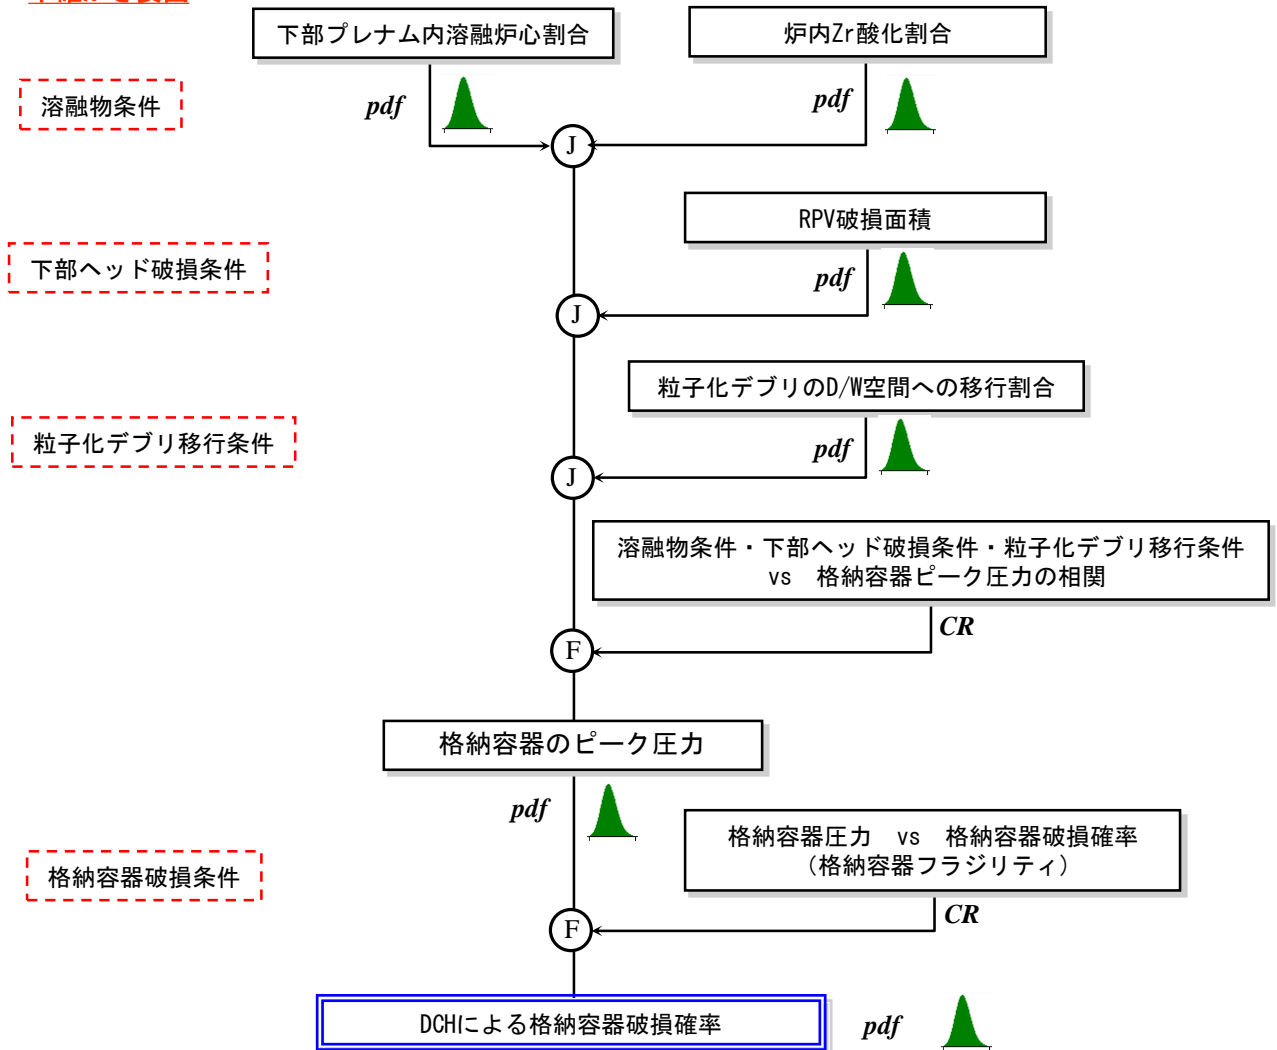 下部プレナム内溶融炉心割合
炉内Zr酸化割合
溶融物条件
pdf
pdf
J
RPV破損面積
下部ヘッド破損条件
pdf
J
粒子化デブリのD/W空間への移行割合
粒子化デブリ移行条件
pdf
J
溶融物条件・下部ヘッド破損条件・粒子化デブリ移行条件
vs 格納容器ピーク圧力の相関
CR
F
格納容器のピーク圧力
pdf
格納容器圧力 vs 格納容器破損確率
(格納容器フラジリティ)
格納容器破損条件
CR
F
DCHによる格納容器破損確率
pdf